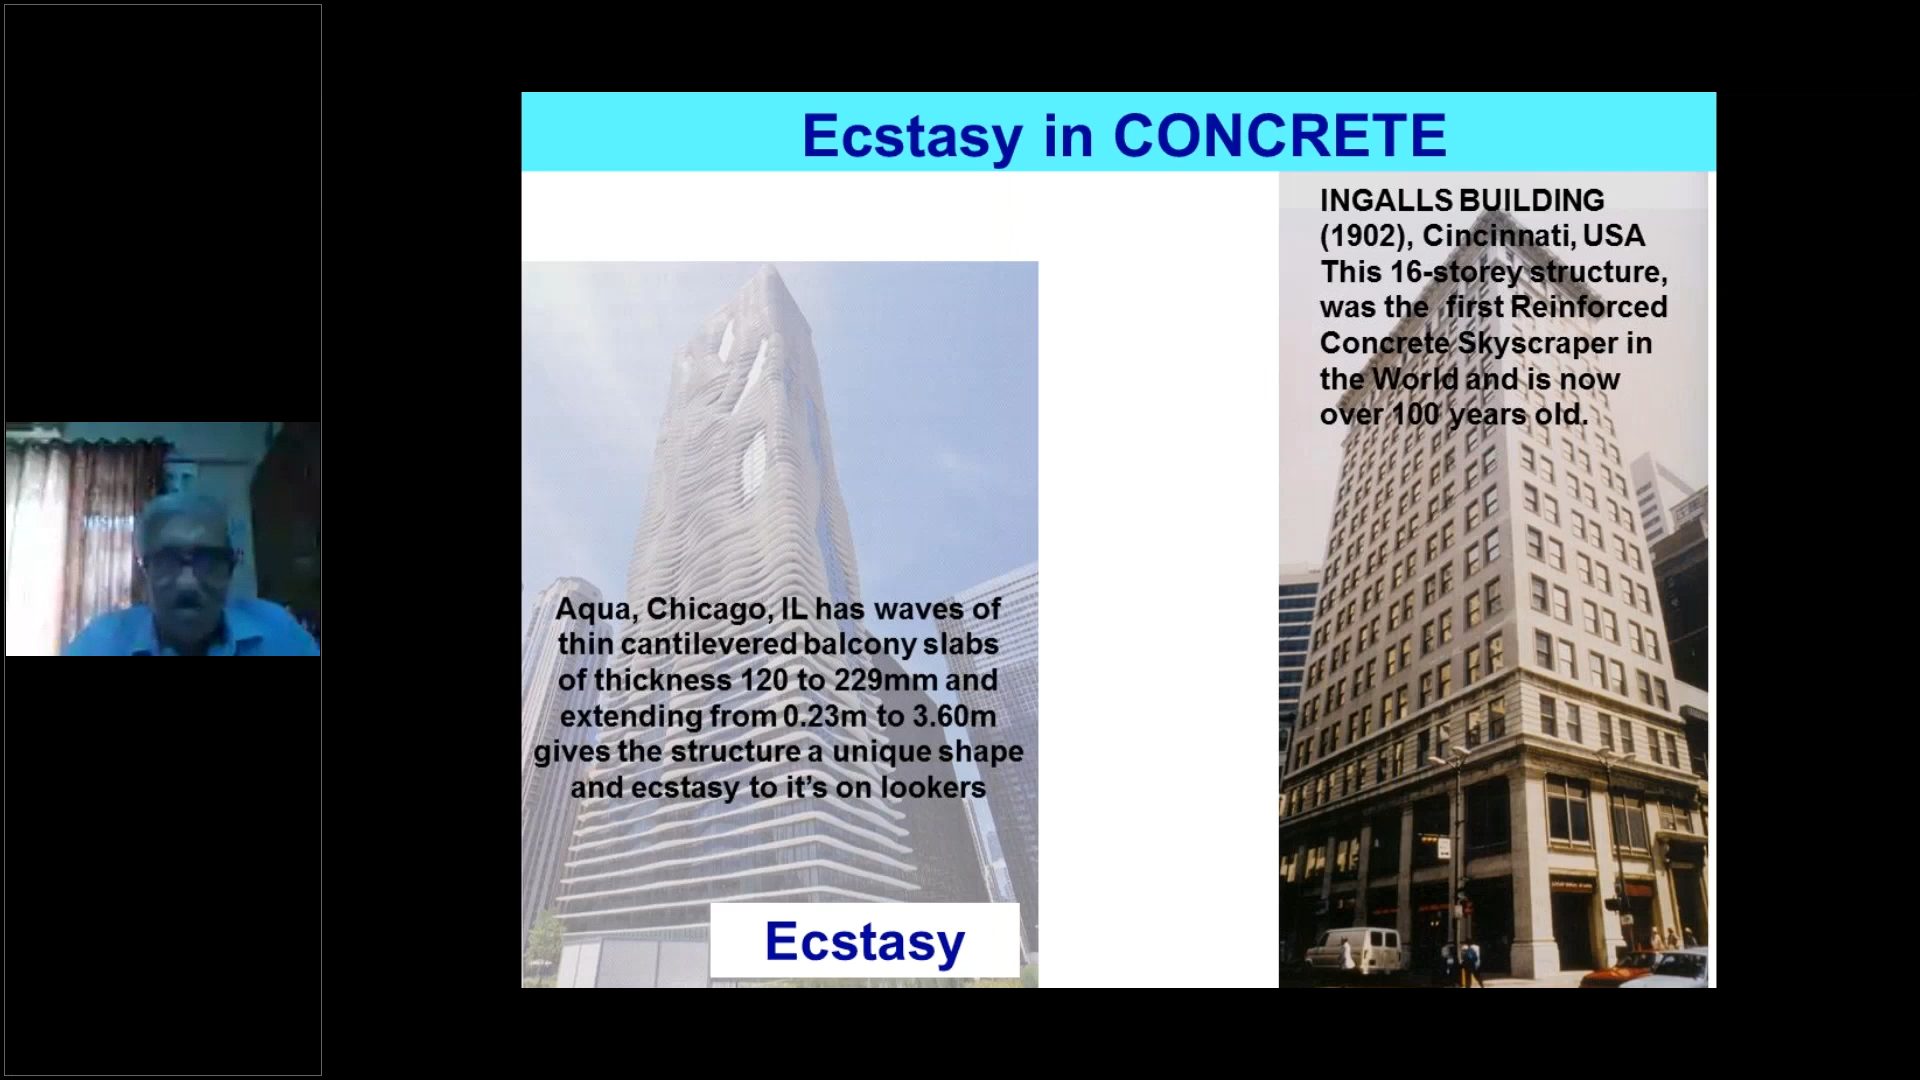 Ecstasy in CONCRETE
Aqua, Chicago, IL has waves of
thin cantilevered balcony slabs
of thickness 120 to 229mm and
extending from 0.23m to 3.60m
gives the structure a unique shape
and ecstasy to it’s on lookers
Ecstasy
INGALLS BUILDING
(1902), Cincinnati, USA
This 16-storey structure,
was the first Reinforced
Concrete Skyscraper in
the World and is now
over 100 years old.